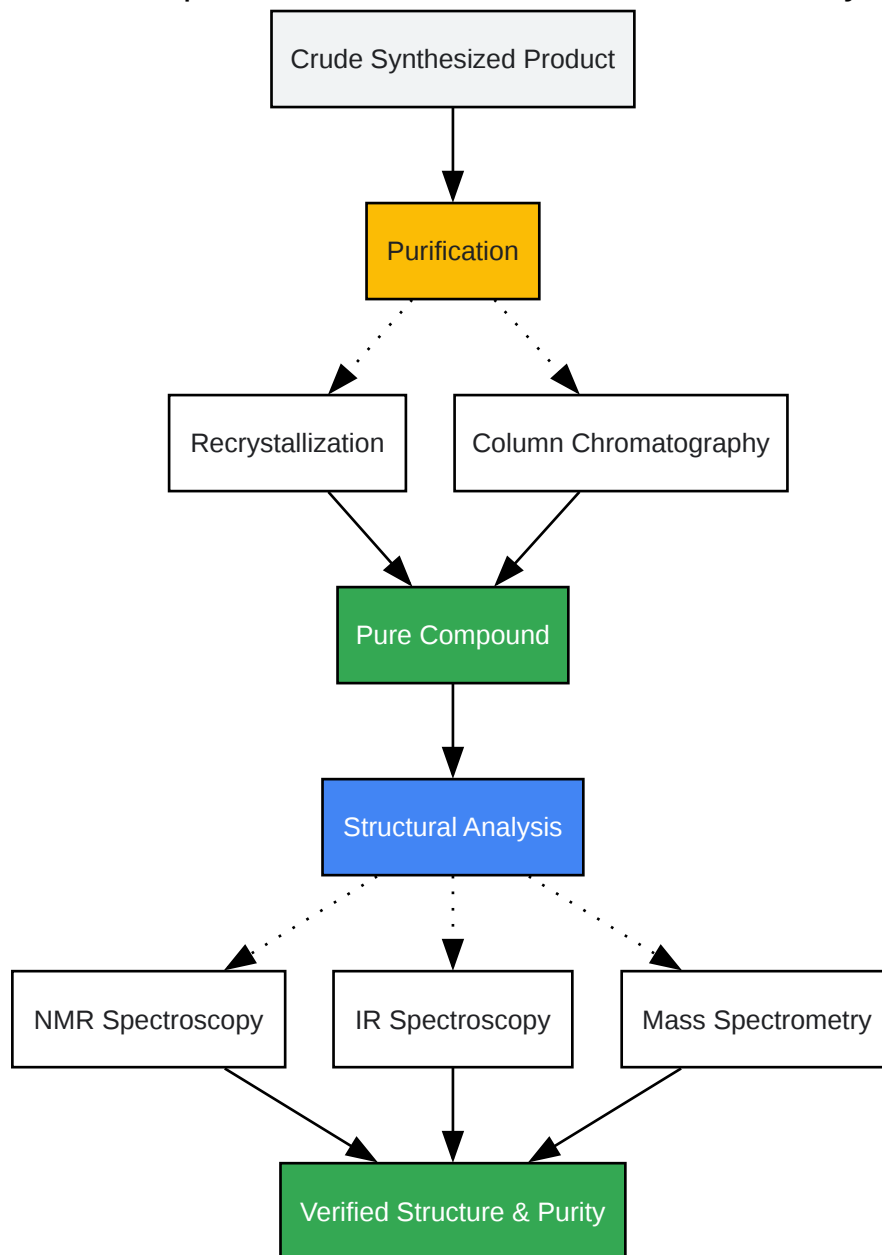 Crude Synthesized Product
Purification
Recrystallization
Column Chromatography
Pure Compound
Structural Analysis
NMR Spectroscopy
IR Spectroscopy
Mass Spectrometry
Verified Structure & Purity